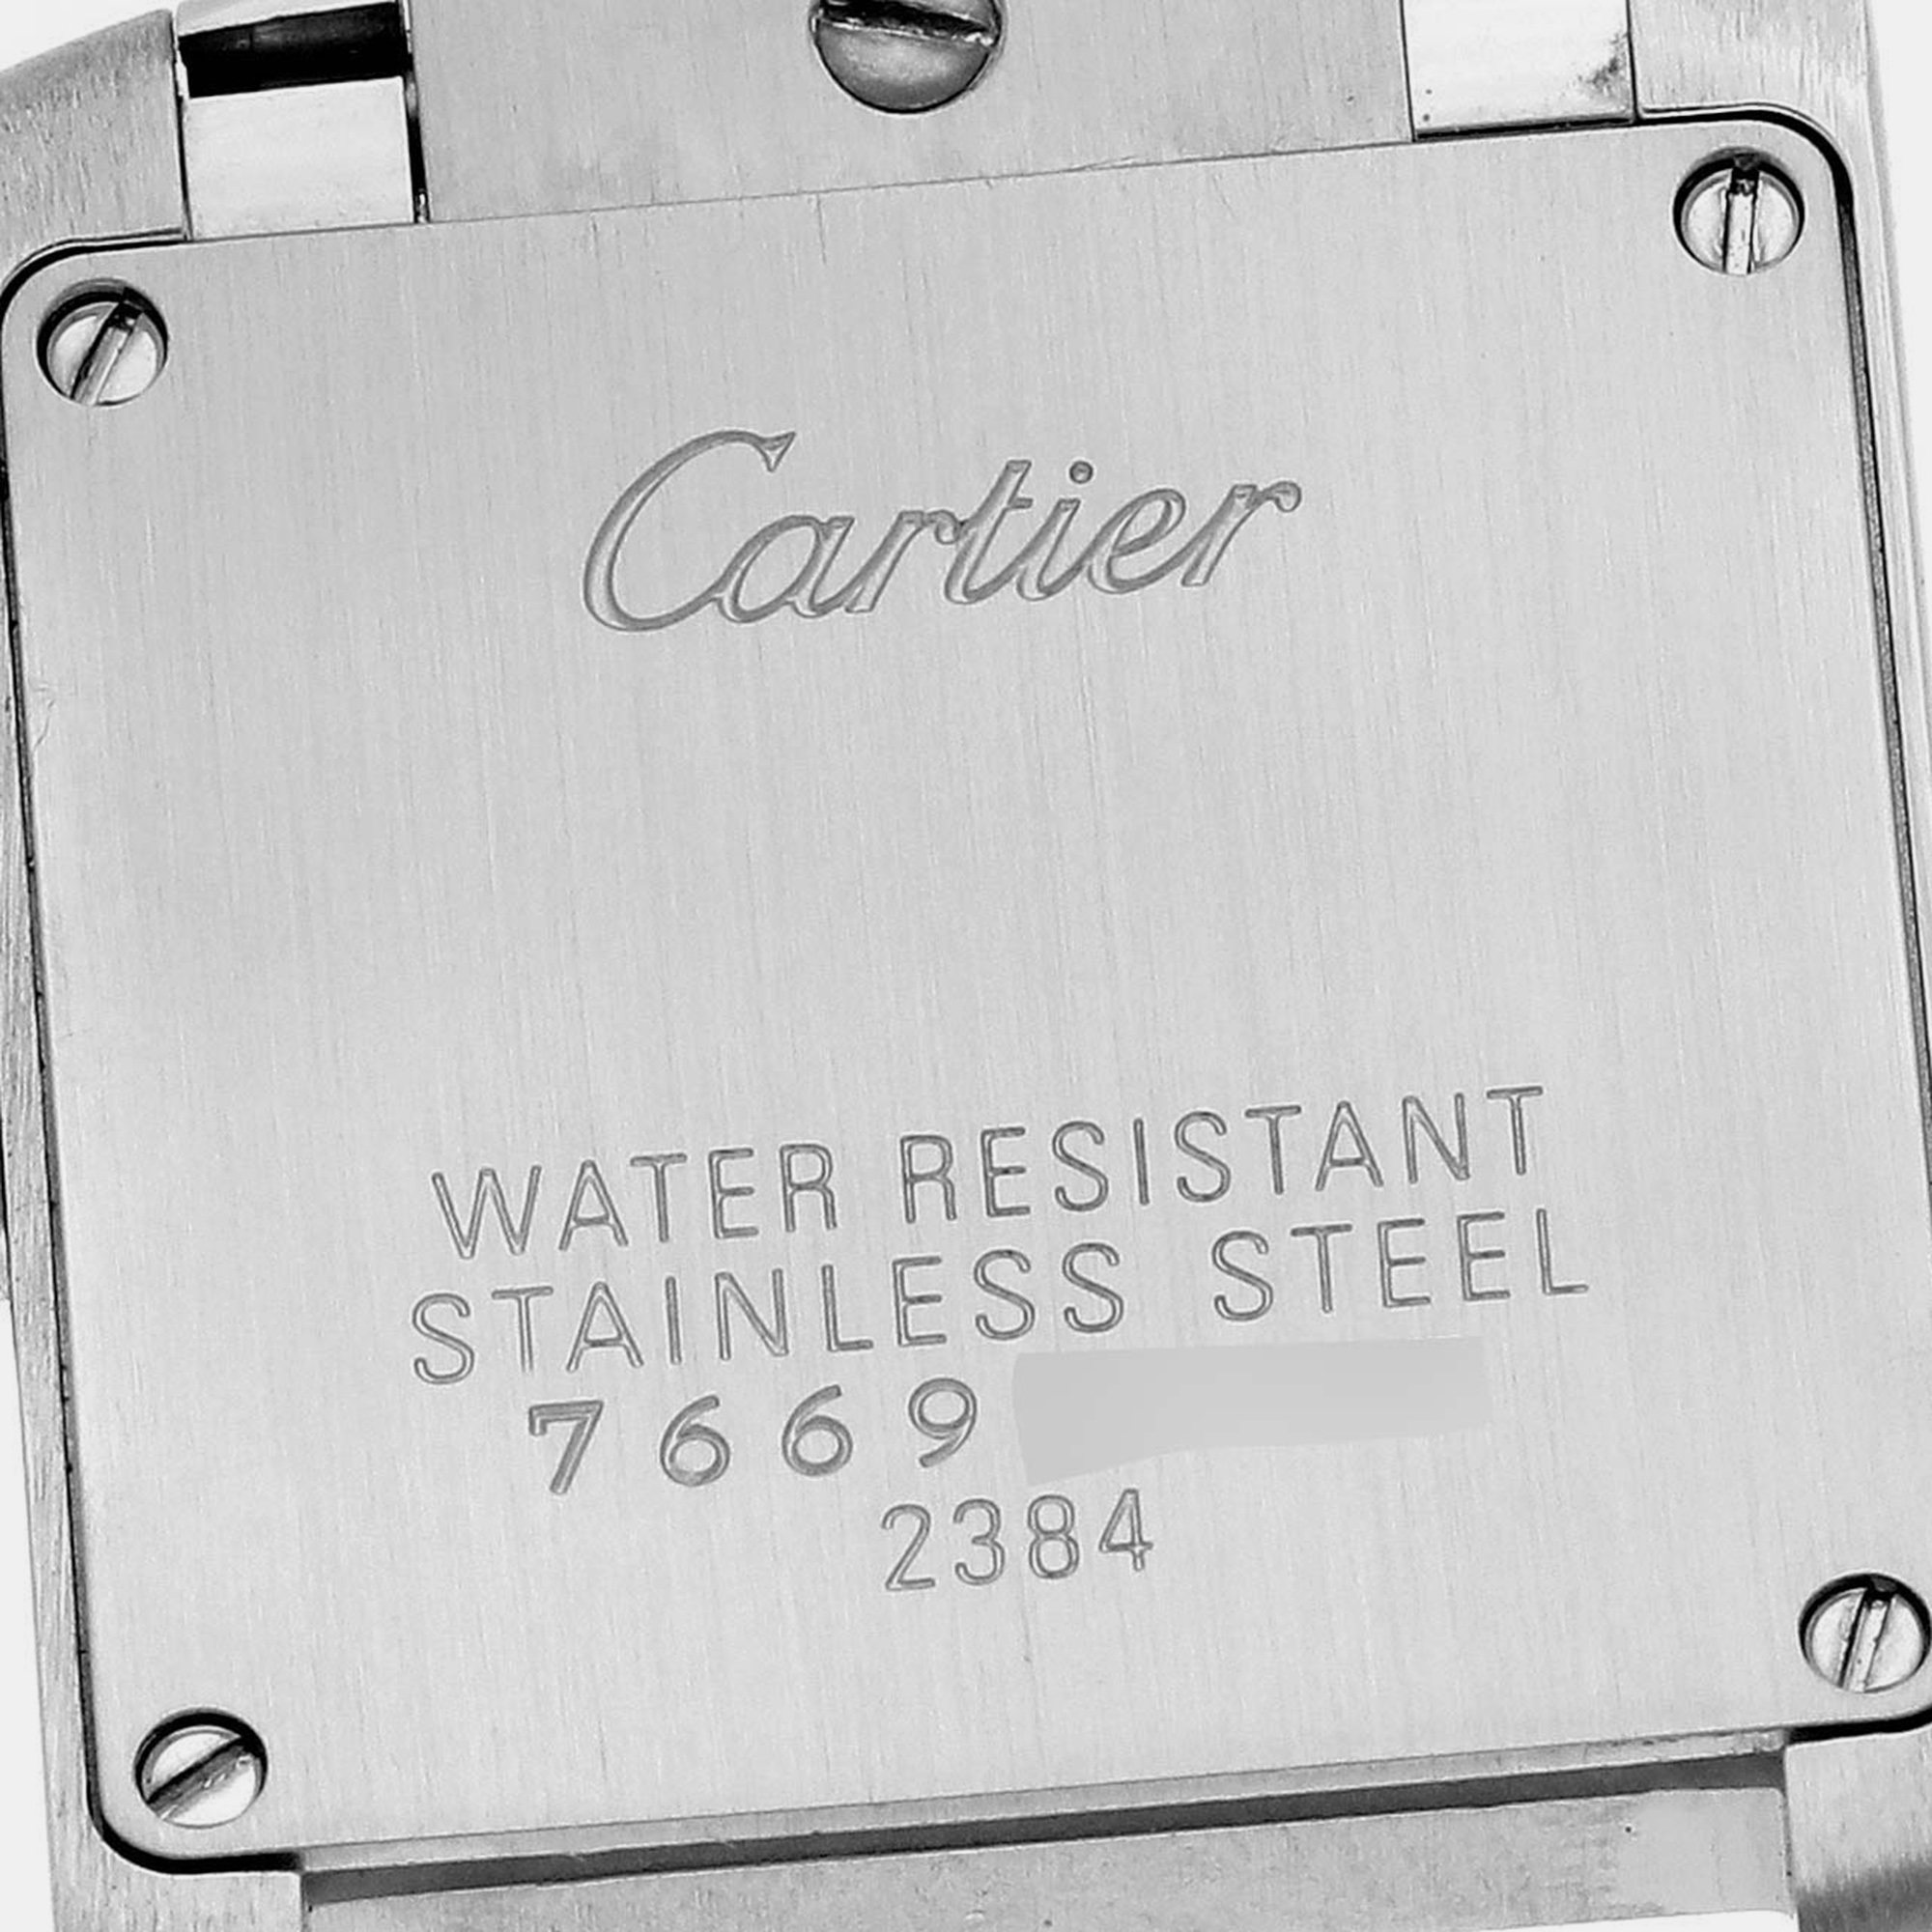 Cartier
WATER RESISTANT
STAINLESS STEEL
7669
2384